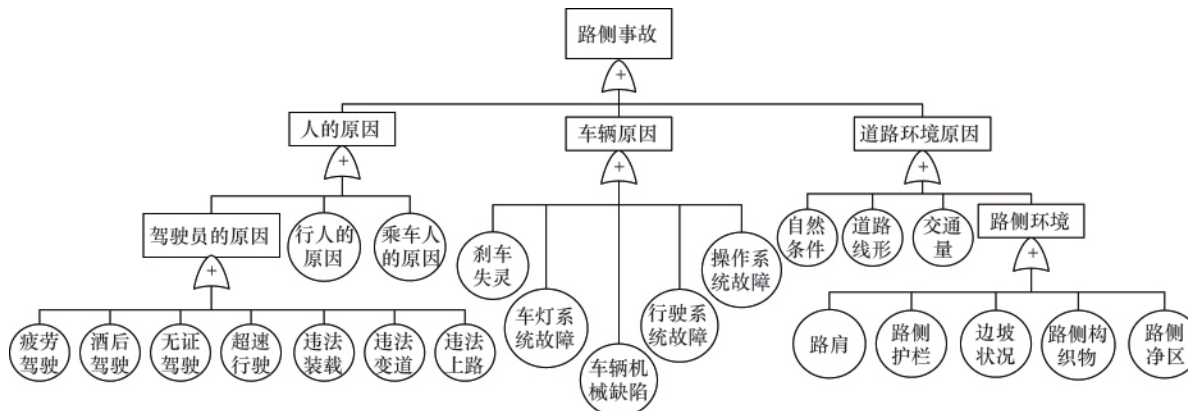 路侧事故
+
人的原因
车辆原因
道路环境原因
+
+
+
驾驶员的原因
行人的
原因
乘车人
的原因
刹车
失灵
车灯系
统故障
车辆机
械缺陷
行驶系
统故障
操作系
统故障
自然
条件
道路
线形
交通
量
路侧环境
+
+
疲劳
驾驶
酒后
驾驶
无证
驾驶
超速
行驶
违法
装载
违法
变道
违法
上路
路肩
路侧
护栏
边坡
状况
路侧构
织物
路侧
净区